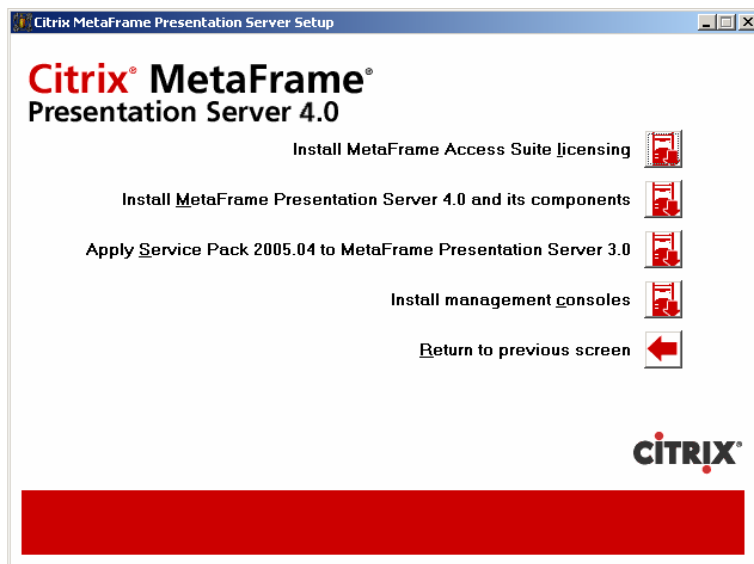 Citrix MetaFrame Presentation Server Setup
Citrix® MetaFrame®
Presentation Server 4.0
Install MetaFrame Access Suite licensing
Install MetaFrame Presentation Server 4.0 and its components
Apply Service Pack 2005.04 to MetaFrame Presentation Server 3.0
Install management consoles
Return to previous screen
CITRIX®